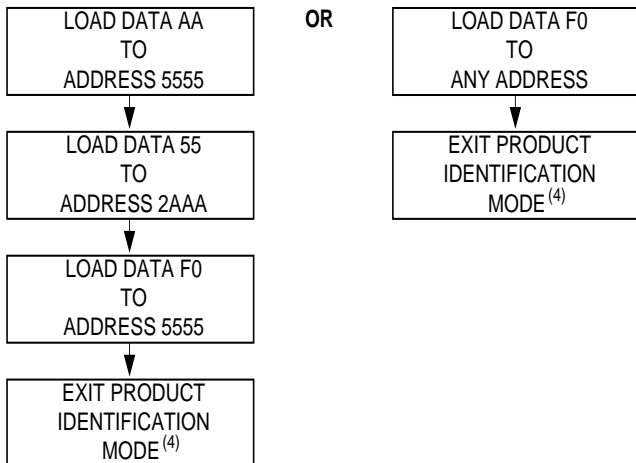 LOAD DATA AA
TO
ADDRESS 5555
LOAD DATA 55
TO
ADDRESS 2AAA
LOAD DATA F0
TO
ADDRESS 5555
EXIT PRODUCT
IDENTIFICATION
MODE (4)
OR
LOAD DATA F0
TO
ANY ADDRESS
EXIT PRODUCT
IDENTIFICATION
MODE (4)